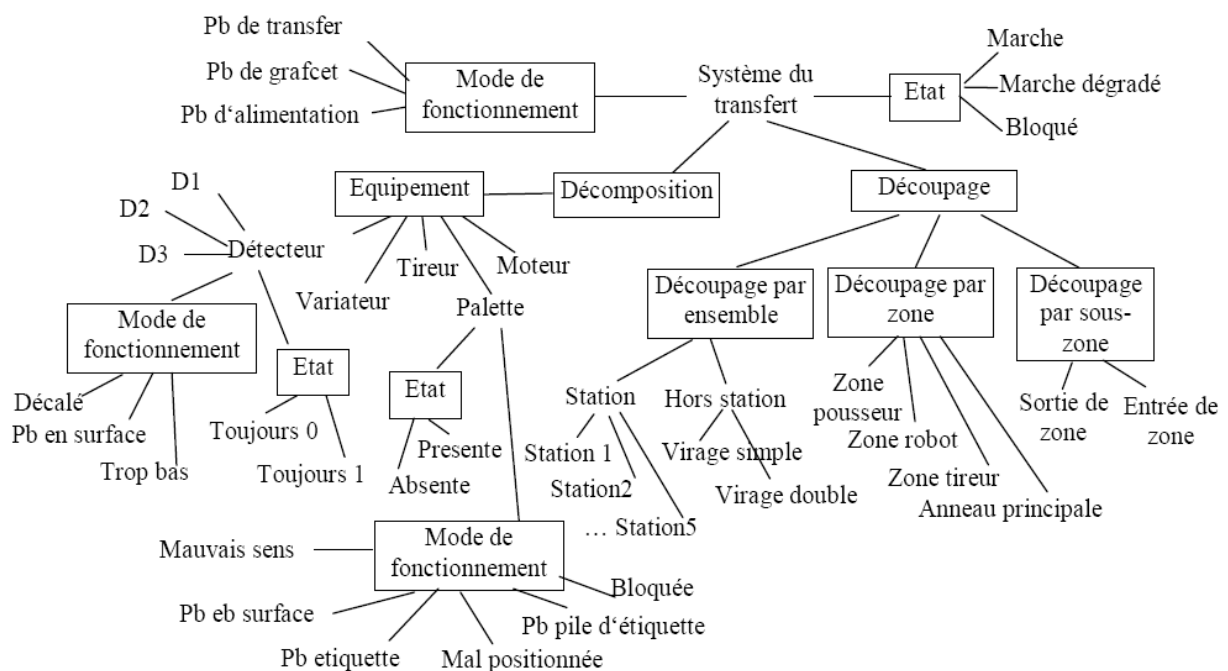 Pb de transfer
Pb de grafcet
Pb d‘alimentation
Mode de
fonctionnement
Système du
transfert
Etat
Marche
Marche dégradé
Bloqué
D1
D2
D3
Détecteur
Equipement
Décomposition
Découpage
Variateur
Tireur
Moteur
Palette
Mode de
fonctionnement
Etat
Décalé
Pb en surface
Trop bas
Toujours 0
Toujours 1
Etat
Absente
Presente
Découpage par
ensemble
Découpage par
zone
Découpage
par sous-
zone
Station
Hors station
Station 1
Station2
… Station5
Virage simple
Virage double
Zone
pousseur
Zone robot
Zone tireur
Anneau principale
Sortie de
zone
Entrée de
zone
Mauvais sens
Mode de
fonctionnement
Bloquée
Pb eb surface
Pb pile d‘étiquette
Pb etiquette
Mal positionnée